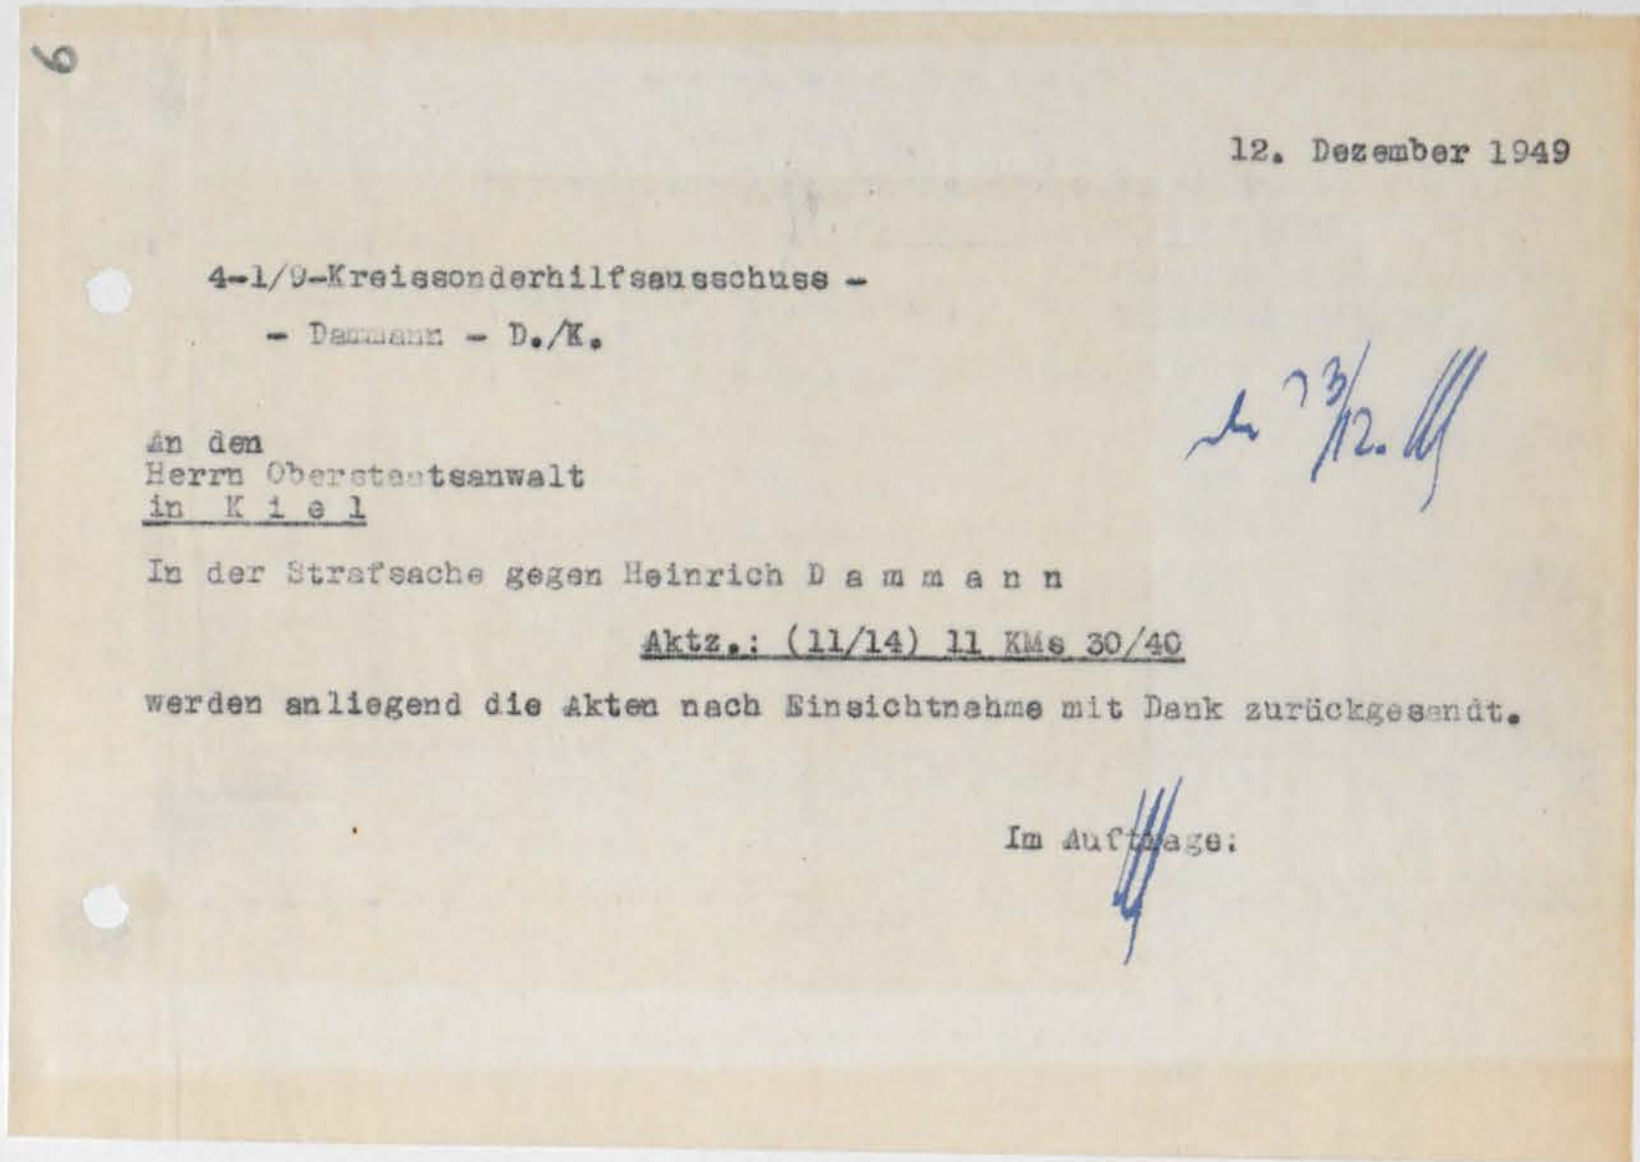 6
12. Dezember 1949
4-1/9-Kreissonderhilfsausschuss -
- Dammann - D./K.
An den
Herrn Oberstaatsanwalt
in K i e l
In der Strafsache gegen Heinrich D a m m a n n
Aktz.: (11/14) 11 KMs 30/40
werden anliegend die Akten nach Einsichtnahme mit Dank zurückgesandt.
Im Auftrage: